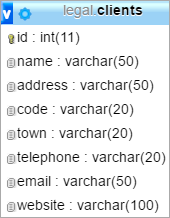 v legal.clients
id : int(11)
name : varchar(50)
address : varchar(50)
code : varchar(20)
town : varchar(20)
telephone : varchar(20)
email : varchar(50)
website : varchar(100)